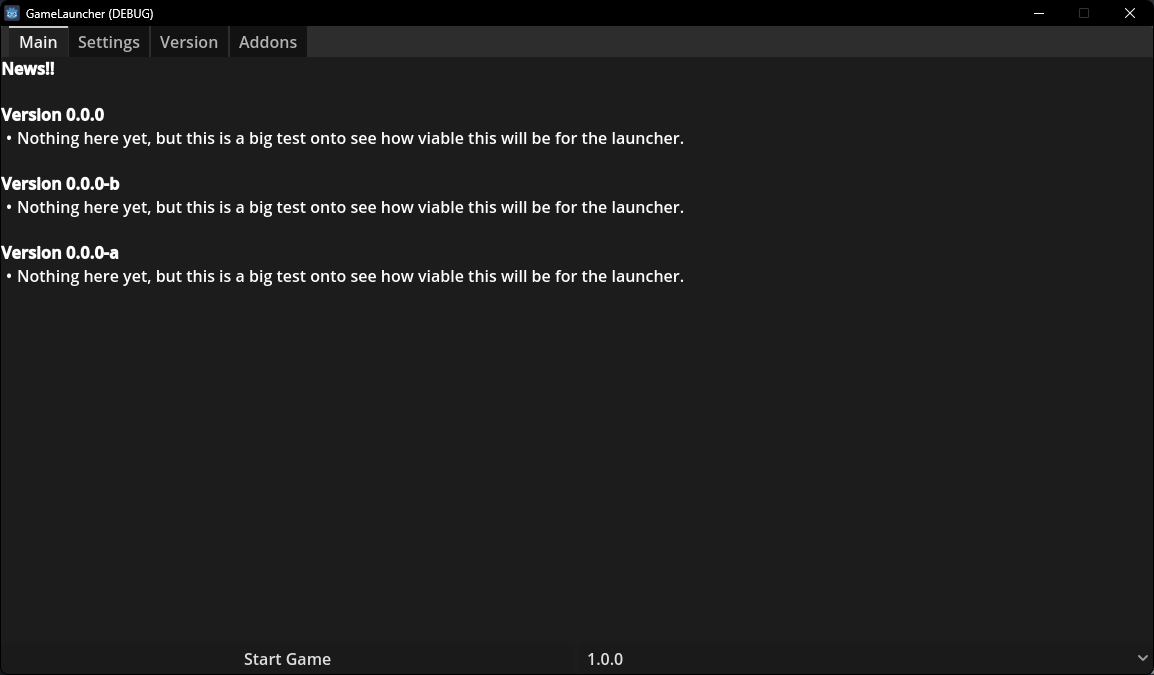 GameLauncher (DEBUG)
Main Settings Version Addons
News!!
Version 0.0.0
• Nothing here yet, but this is a big test onto see how viable this will be for the launcher.
Version 0.0.0-b
• Nothing here yet, but this is a big test onto see how viable this will be for the launcher.
Version 0.0.0-a
• Nothing here yet, but this is a big test onto see how viable this will be for the launcher.
Start Game 1.0.0